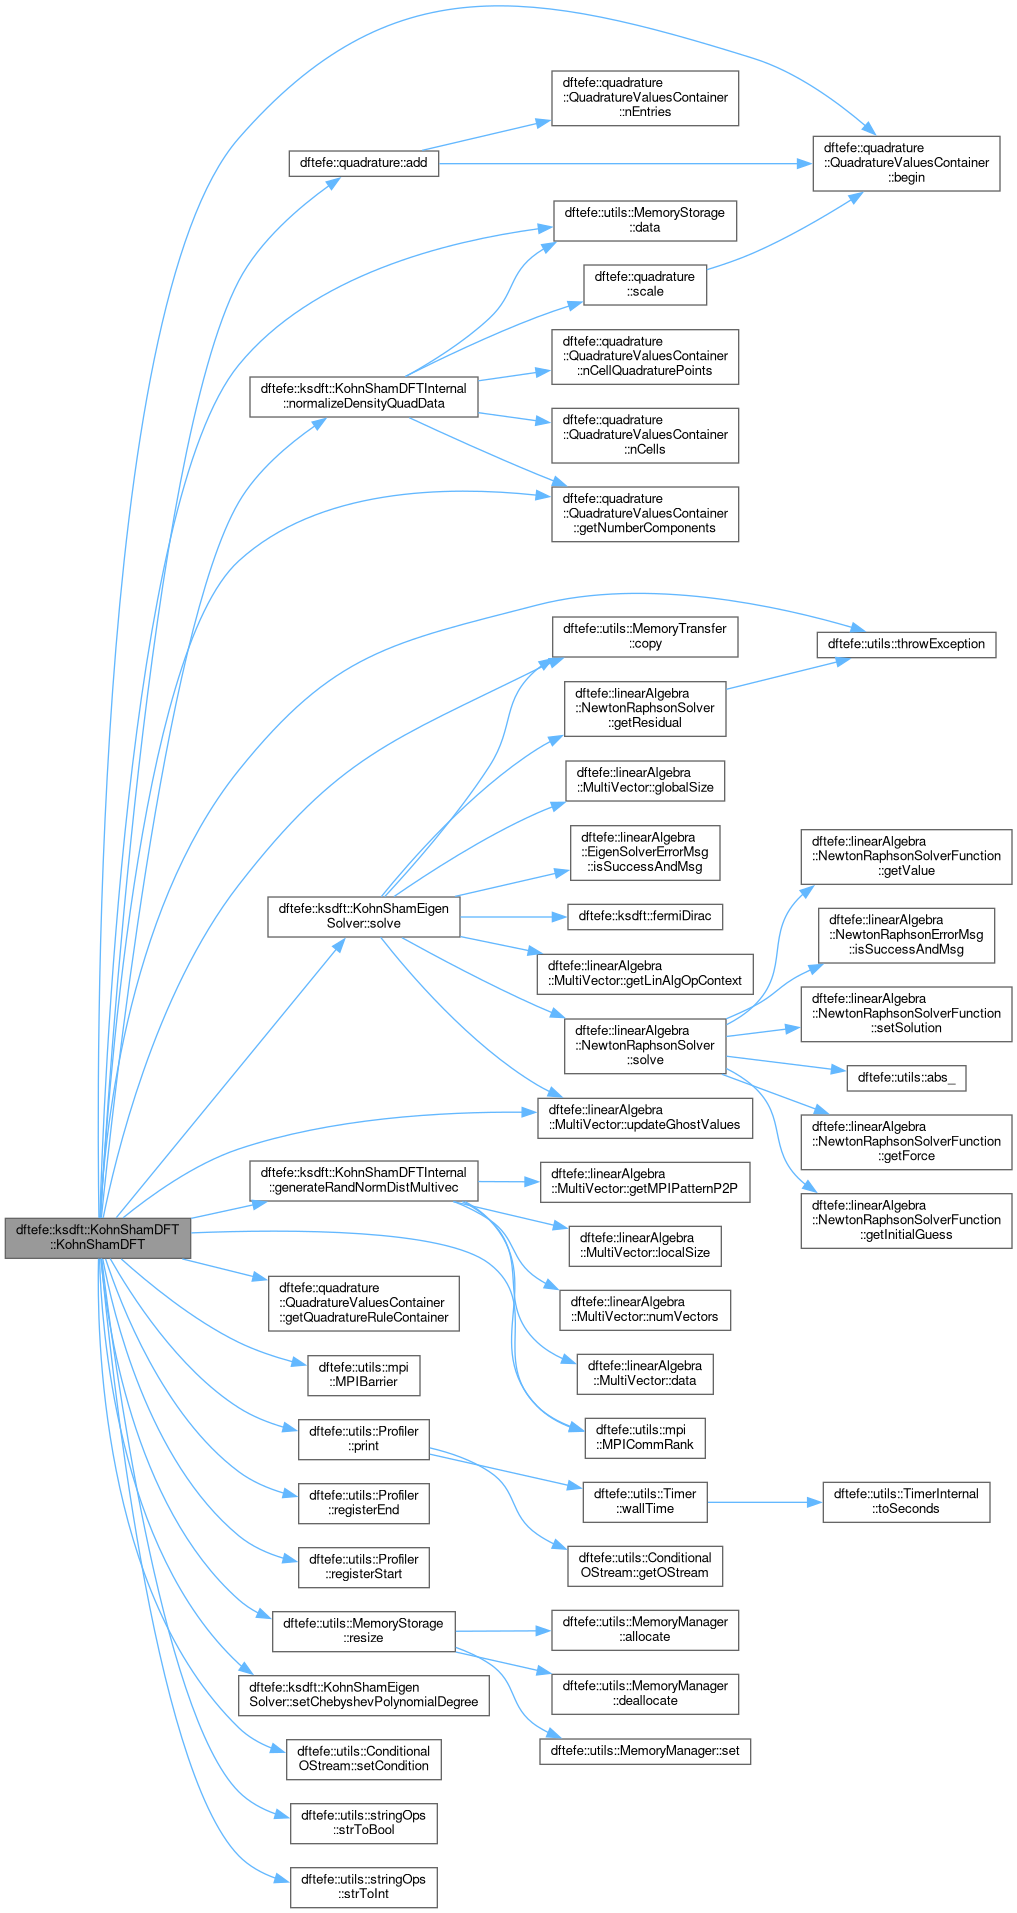 dftefe::quadrature
::QuadratureValuesContainer
::nEntries
dftefe::quadrature::add
dftefe::quadrature
::QuadratureValuesContainer
::begin
dftefe::utils::MemoryStorage
::data
dftefe::quadrature
::scale
dftefe::quadrature
::QuadratureValuesContainer
::nCellQuadraturePoints
dftefe::ksdft::KohnShamDFTInternal
::normalizeDensityQuadData
dftefe::quadrature
::QuadratureValuesContainer
::nCells
dftefe::quadrature
::QuadratureValuesContainer
::getNumberComponents
dftefe::utils::MemoryTransfer
::copy
dftefe::utils::throwException
dftefe::linearAlgebra
::NewtonRaphsonSolver
::getResidual
dftefe::linearAlgebra
::MultiVector::globalSize
dftefe::linearAlgebra
::EigenSolverErrorMsg
::isSuccessAndMsg
dftefe::linearAlgebra
::NewtonRaphsonSolverFunction
::getValue
dftefe::ksdft::KohnShamEigen
Solver::solve
dftefe::ksdft::fermiDirac
dftefe::linearAlgebra
::NewtonRaphsonErrorMsg
::isSuccessAndMsg
dftefe::linearAlgebra
::MultiVector::getLinAlgOpContext
dftefe::linearAlgebra
::NewtonRaphsonSolverFunction
::setSolution
dftefe::linearAlgebra
::NewtonRaphsonSolver
::solve
dftefe::utils::abs_
dftefe::linearAlgebra
::MultiVector::updateGhostValues
dftefe::linearAlgebra
::NewtonRaphsonSolverFunction
::getForce
dftefe::ksdft::KohnShamDFTInternal
::generateRandNormDistMultivec
dftefe::linearAlgebra
::MultiVector::getMPIPatternP2P
dftefe::linearAlgebra
::NewtonRaphsonSolverFunction
::getInitialGuess
dftefe::ksdft::KohnShamDFT
::KohnShamDFT
dftefe::linearAlgebra
::MultiVector::localSize
dftefe::quadrature
::QuadratureValuesContainer
::getQuadratureRuleContainer
dftefe::linearAlgebra
::MultiVector::numVectors
dftefe::utils::mpi
::MPIBarrier
dftefe::linearAlgebra
::MultiVector::data
dftefe::utils::Profiler
::print
dftefe::utils::mpi
::MPICommRank
dftefe::utils::Profiler
::registerEnd
dftefe::utils::Timer
::wallTime
dftefe::utils::TimerInternal
::toSeconds
dftefe::utils::Profiler
::registerStart
dftefe::utils::Conditional
OStream::getOStream
dftefe::utils::MemoryStorage
::resize
dftefe::utils::MemoryManager
::allocate
dftefe::ksdft::KohnShamEigen
Solver::setChebyshevPolynomialDegree
dftefe::utils::MemoryManager
::deallocate
dftefe::utils::Conditional
OStream::setCondition
dftefe::utils::MemoryManager::set
dftefe::utils::stringOps
::strToBool
dftefe::utils::stringOps
::strToInt